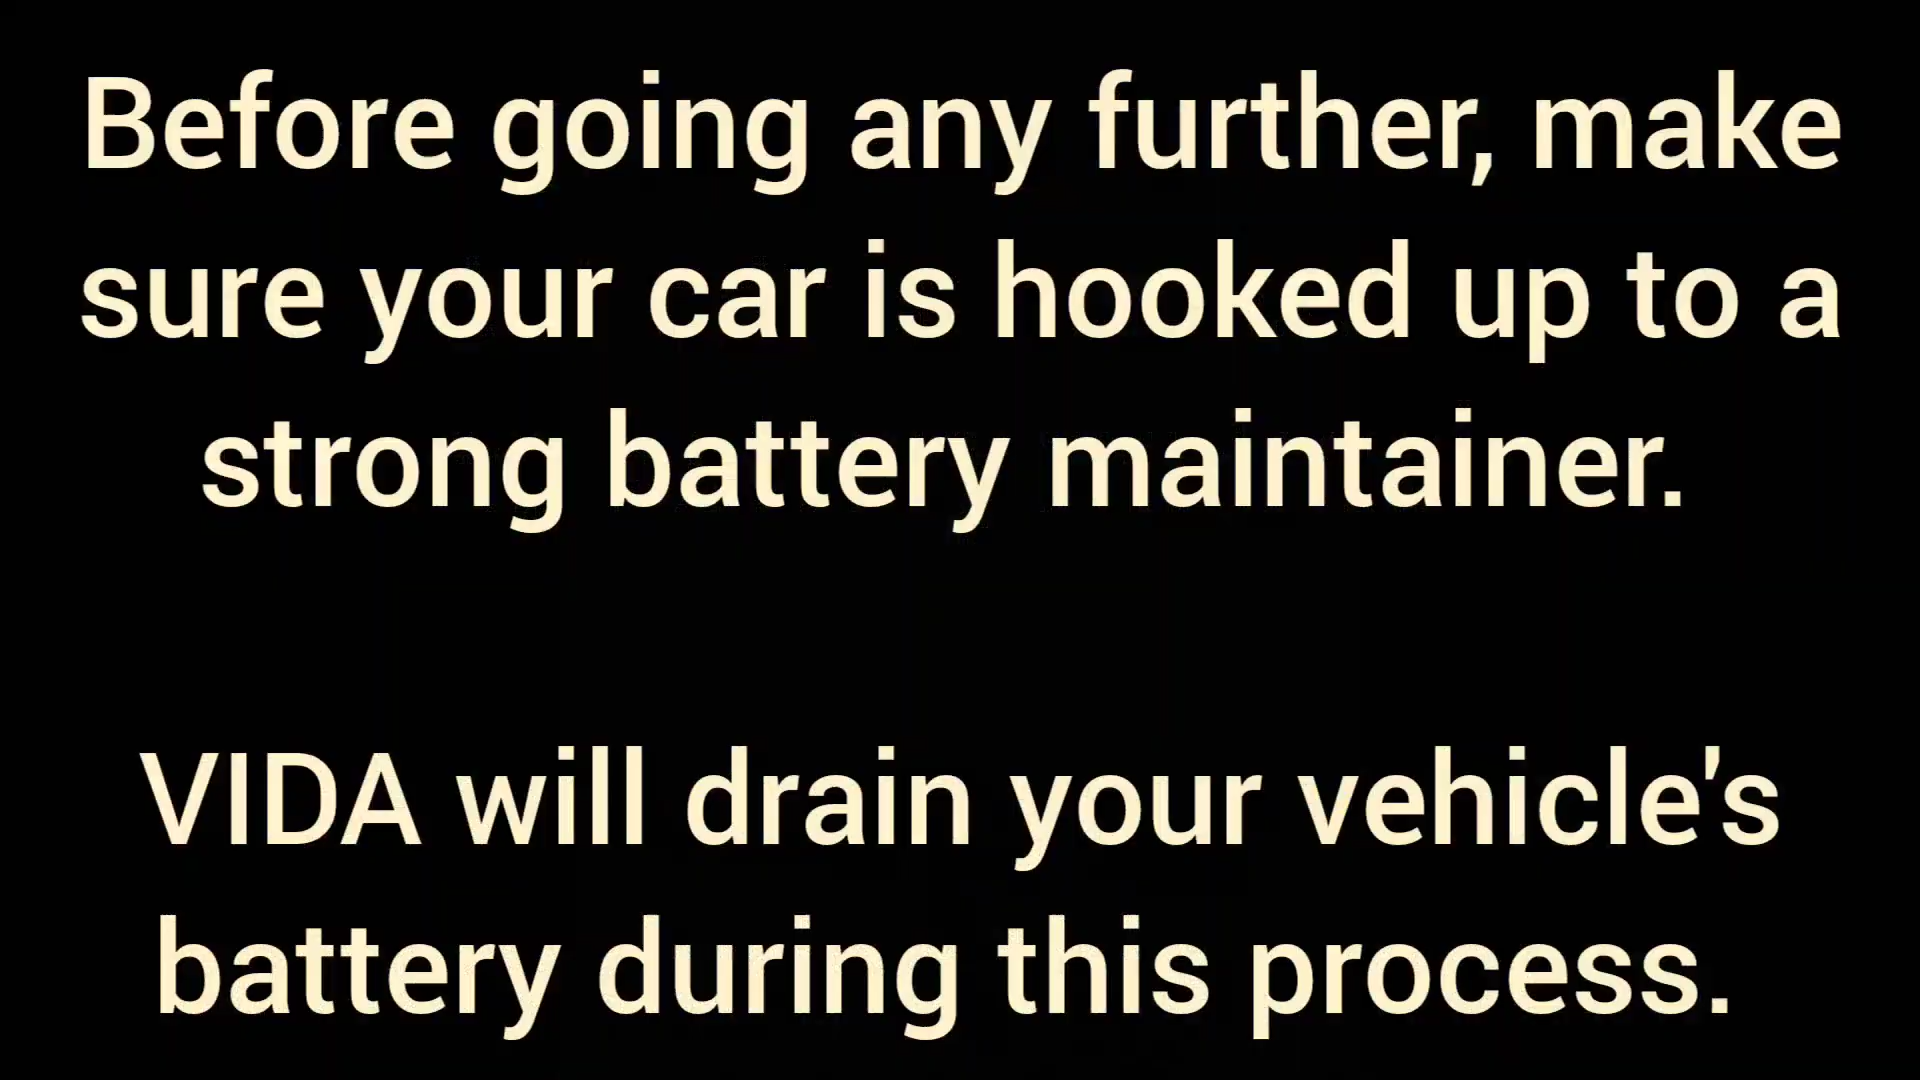 Before going any further, make
sure your car is hooked up to a
strong battery maintainer.
VIDA will drain your vehicle's
battery during this process.